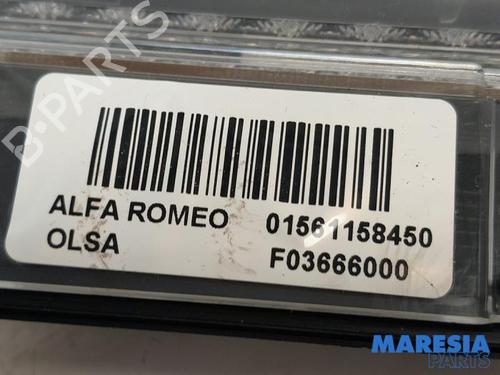 B-PARTS
ALFA ROMEO 01561158450
OLSA F03666000
MARESIA
PARTS